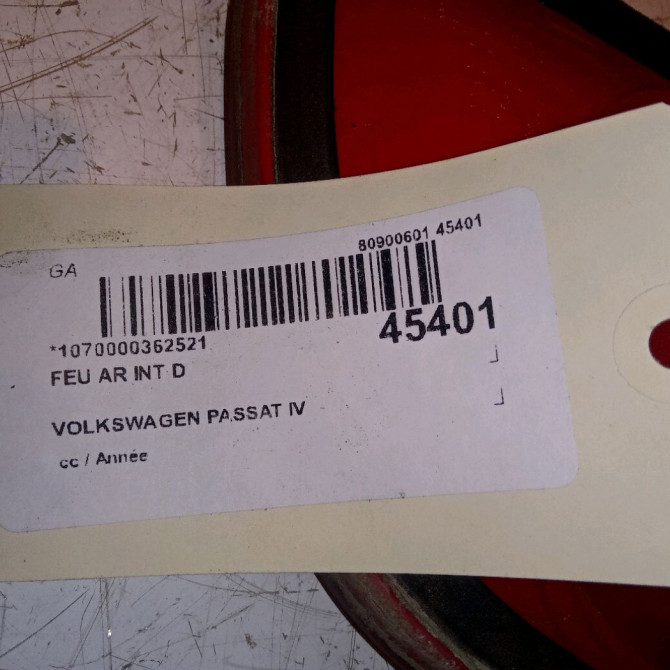 GA
80900601 45401
45401
*1070000362521
FEU AR INT D
VOLKSWAGEN PASSAT IV
cc / Année